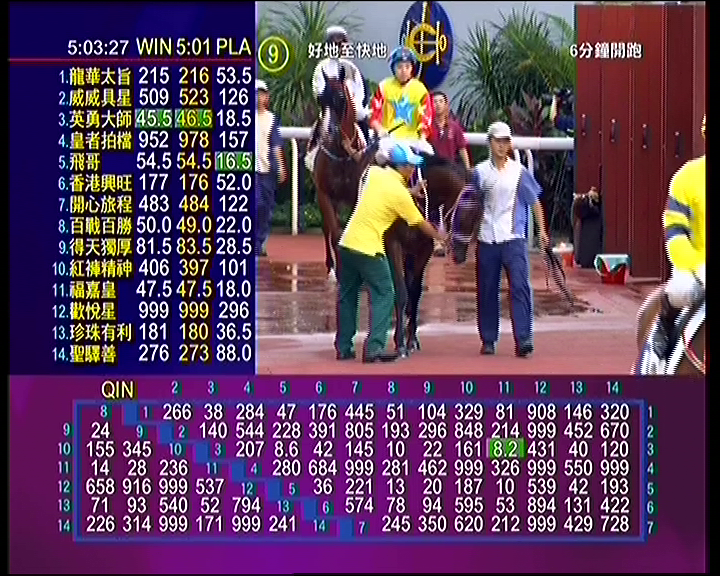 5:03:27 WIN 5:01 PLA
1.龍華太旨 215 216 53.5
2.威威具星 509 523 126
3.英勇大師 45.5 46.5 18.5
4.皇者拍檔 952 978 157
5.飛哥 54.5 54.5 16.5
6.香港興旺 177 176 52.0
7.開心旅程 483 484 122
8.百戰百勝 50.0 49.0 22.0
9.得天獨厚 81.5 83.5 28.5
10.紅褲精神 406 397 101
11.福嘉皇 47.5 47.5 18.0
12.歡悅星 999 999 296
13.珍珠有利 181 180 36.5
14.聖驛善 276 273 88.0
9 好地至快地 6分鐘開跑
QIN 2 3 4 5 6 7 8 9 10 11 12 13 14
8 1 266 38 284 47 176 445 51 104 329 81 908 146 320 1
9 24 9 2 140 544 228 391 805 193 296 848 214 999 452 670 2
10 155 345 10 3 207 8.6 42 145 10 22 161 8.2 431 40 120 3
11 14 28 236 11 4 280 684 999 281 462 999 326 999 550 999 4
12 658 916 999 537 12 5 36 221 13 20 187 10 539 42 193 5
13 71 93 540 52 794 13 6 574 78 94 595 53 894 131 422 6
14 226 314 999 171 999 241 14 7 245 350 620 212 999 429 728 7